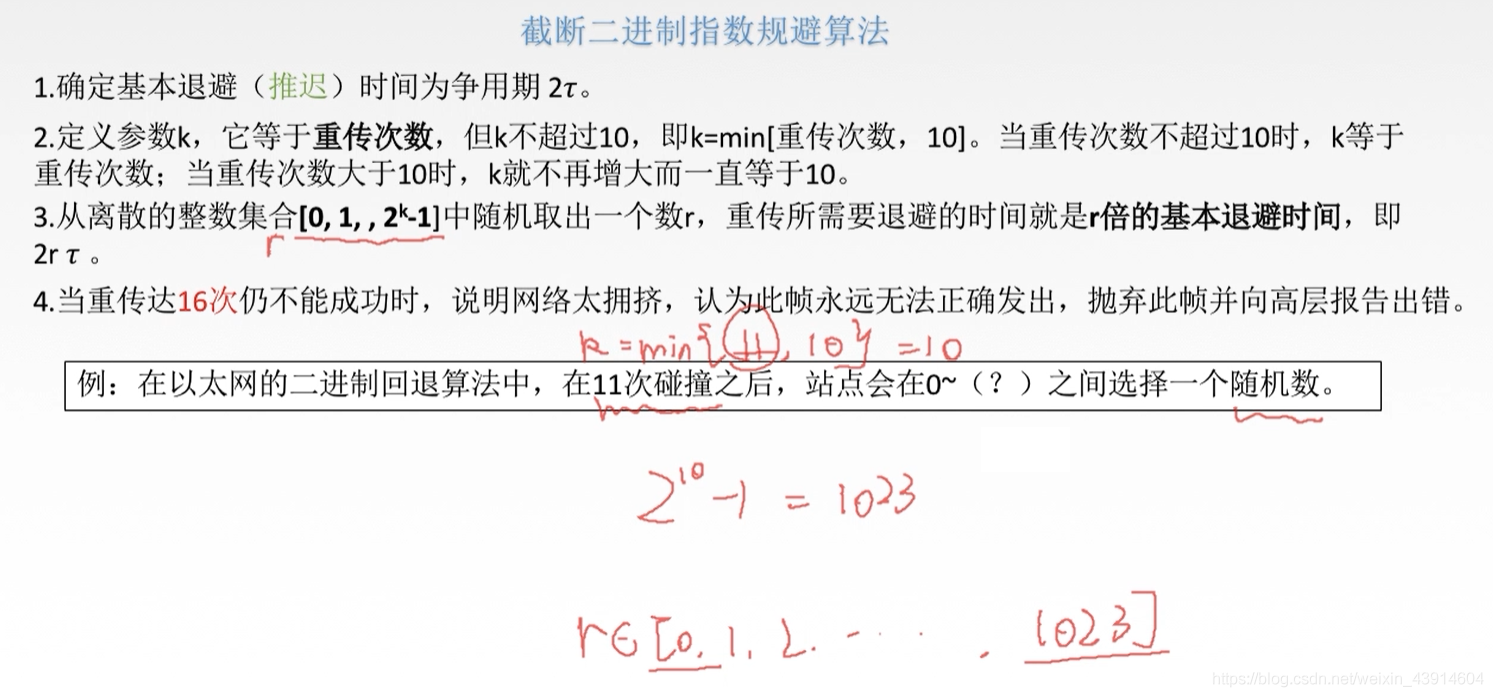 截断二进制指数规避算法
1.确定基本退避（推迟）时间为争用期 2τ。
2.定义参数k，它等于重传次数，但k不超过10，即k=min[重传次数，10]。当重传次数不超过10时，k等于
重传次数；当重传次数大于10时，k就不再增大而一直等于10。
3.从离散的整数集合[0, 1, , 2ᵏ-1]中随机取出一个数r，重传所需要退避的时间就是r倍的基本退避时间，即
r
2r τ 。
4.当重传达16次仍不能成功时，说明网络太拥挤，认为此帧永远无法正确发出，抛弃此帧并向高层报告出错。
k = min{11, 10} = 10
例：在以太网的二进制回退算法中，在11次碰撞之后，站点会在0~（？）之间选择一个随机数。
2¹⁰-1 = 1023
r∈[0, 1, 2. - · · · . 1023]
https://blog.csdn.net/weixin_43914604